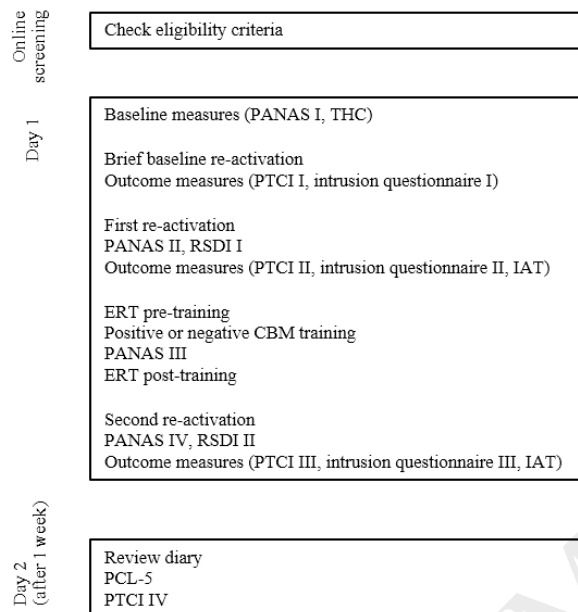 Online
screening
Check eligibility criteria
Day 1
Baseline measures (PANAS I, THC)
Brief baseline re-activation
Outcome measures (PTCI I, intrusion questionnaire I)
First re-activation
PANAS II, RSDI I
Outcome measures (PTCI II, intrusion questionnaire II, IAT)
ERT pre-training
Positive or negative CBM training
PANAS III
ERT post-training
Second re-activation
PANAS IV, RSDI II
Outcome measures (PTCI III, intrusion questionnaire III, IAT)
Day 2
(after 1 week)
Review diary
PCL-5
PTCI IV